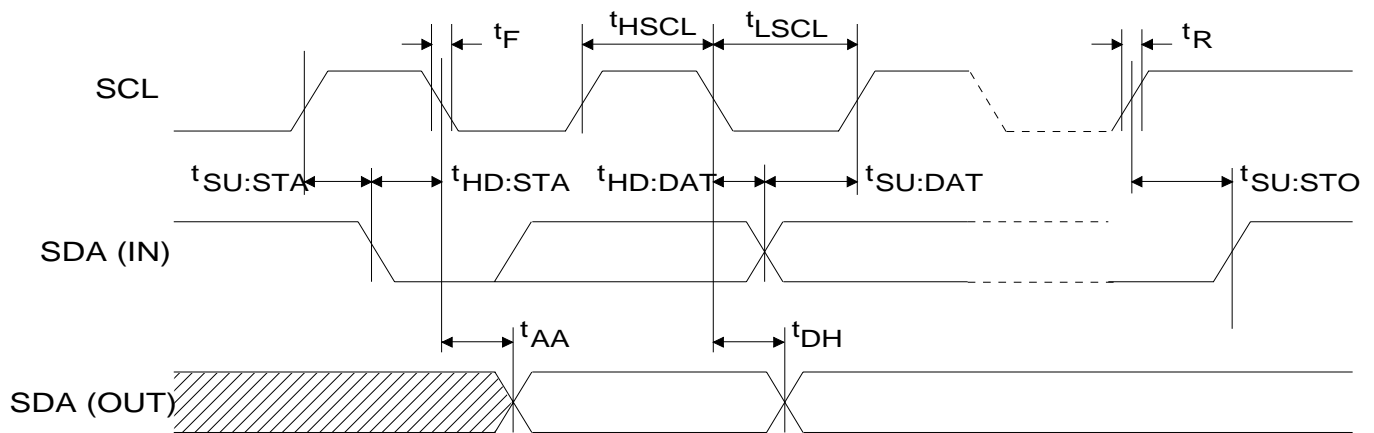 tF
tHSCL
tLSCL
tR
SCL
tSU:STA
tHD:STA
tHD:DAT
tSU:DAT
tSU:STO
SDA (IN)
tAA
tDH
SDA (OUT)